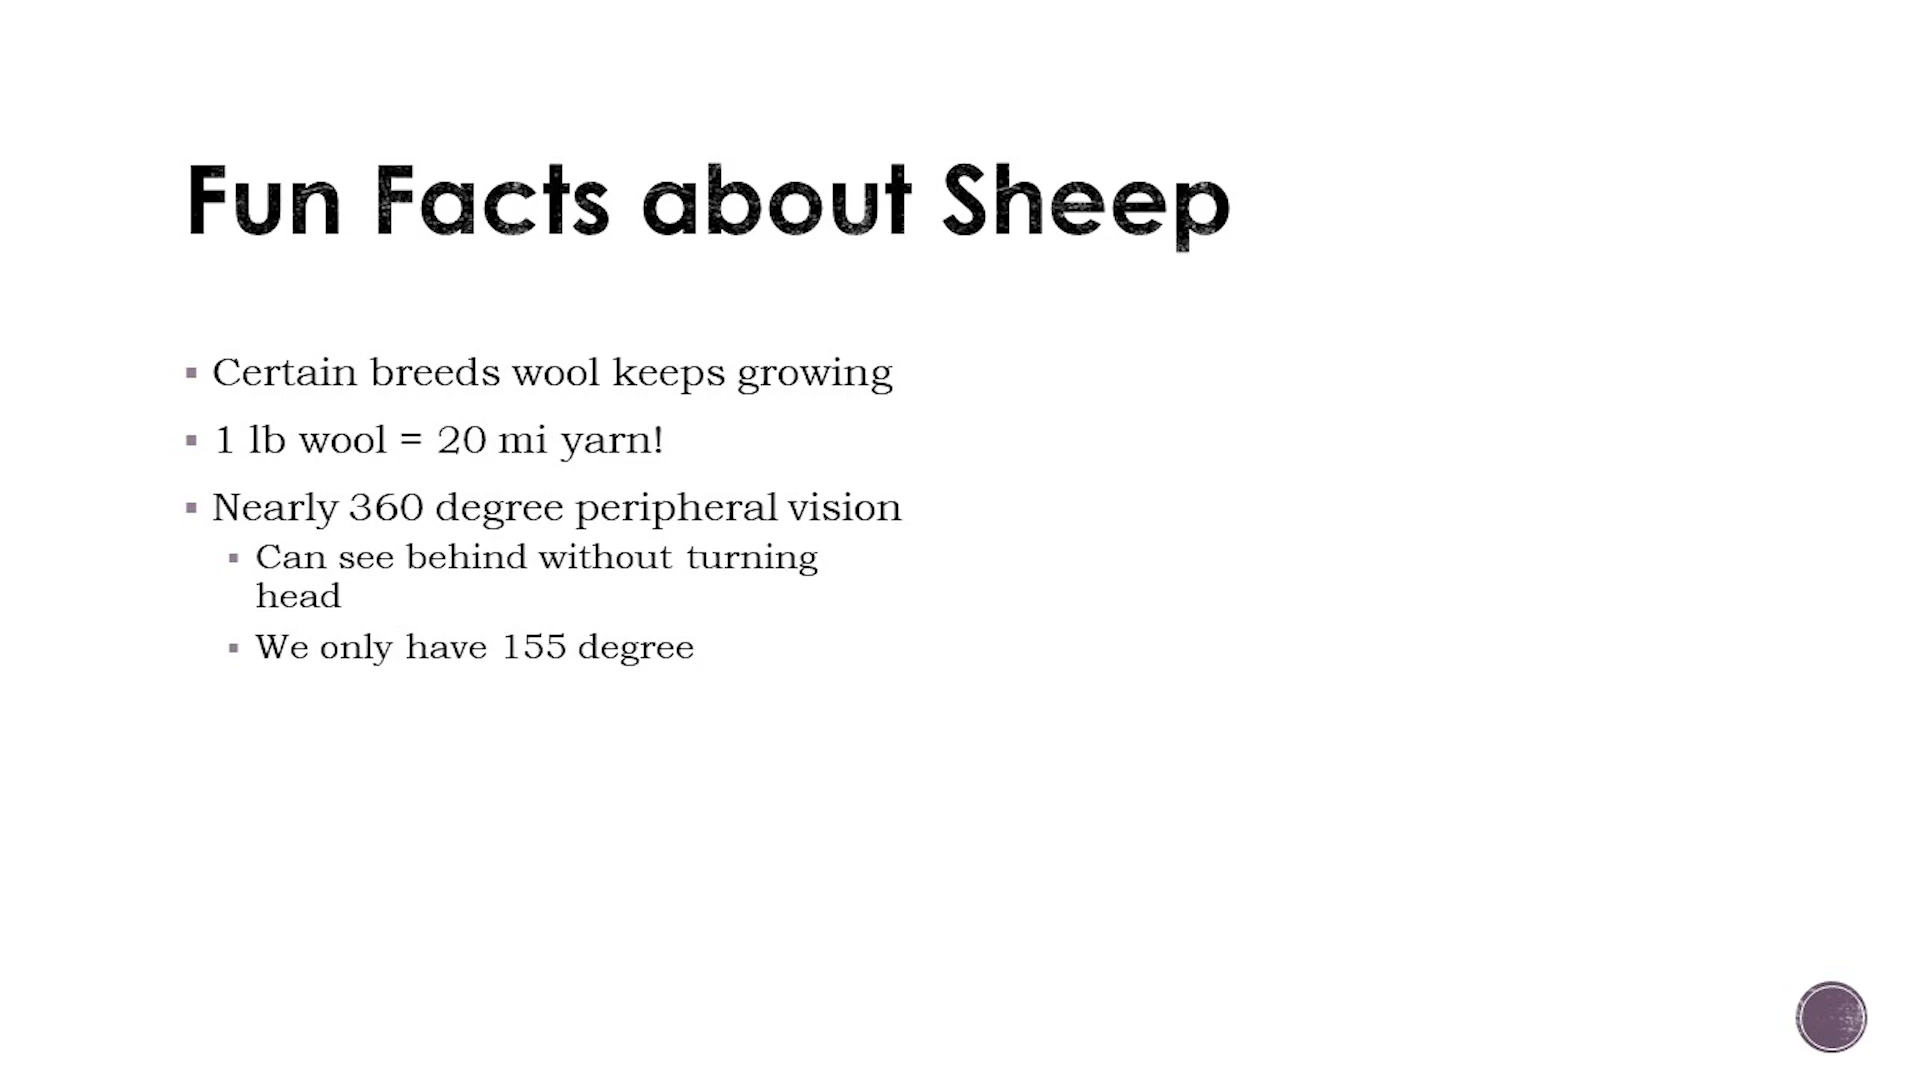 Fun Facts about Sheep
Certain breeds wool keeps growing
1 lb wool = 20 mi yarn!
Nearly 360 degree peripheral vision
Can see behind without turning
head
We only have 155 degree